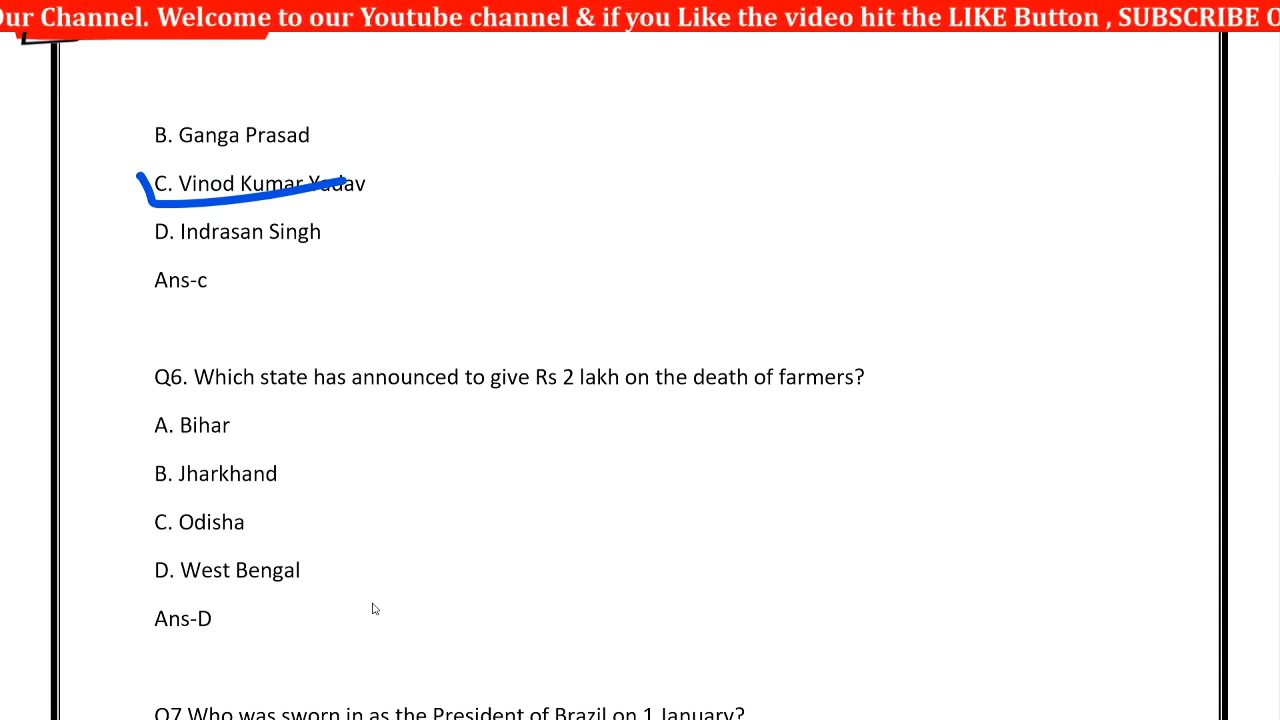 Our Channel. Welcome to our Youtube channel & if you Like the video hit the LIKE Button , SUBSCRIBE O
B. Ganga Prasad
C. Vinod Kumar Yadav
D. Indrasan Singh
Ans-c
Q6. Which state has announced to give Rs 2 lakh on the death of farmers?
A. Bihar
B. Jharkhand
C. Odisha
D. West Bengal
Ans-D
Q7 Who was sworn in as the President of Brazil on 1 January?